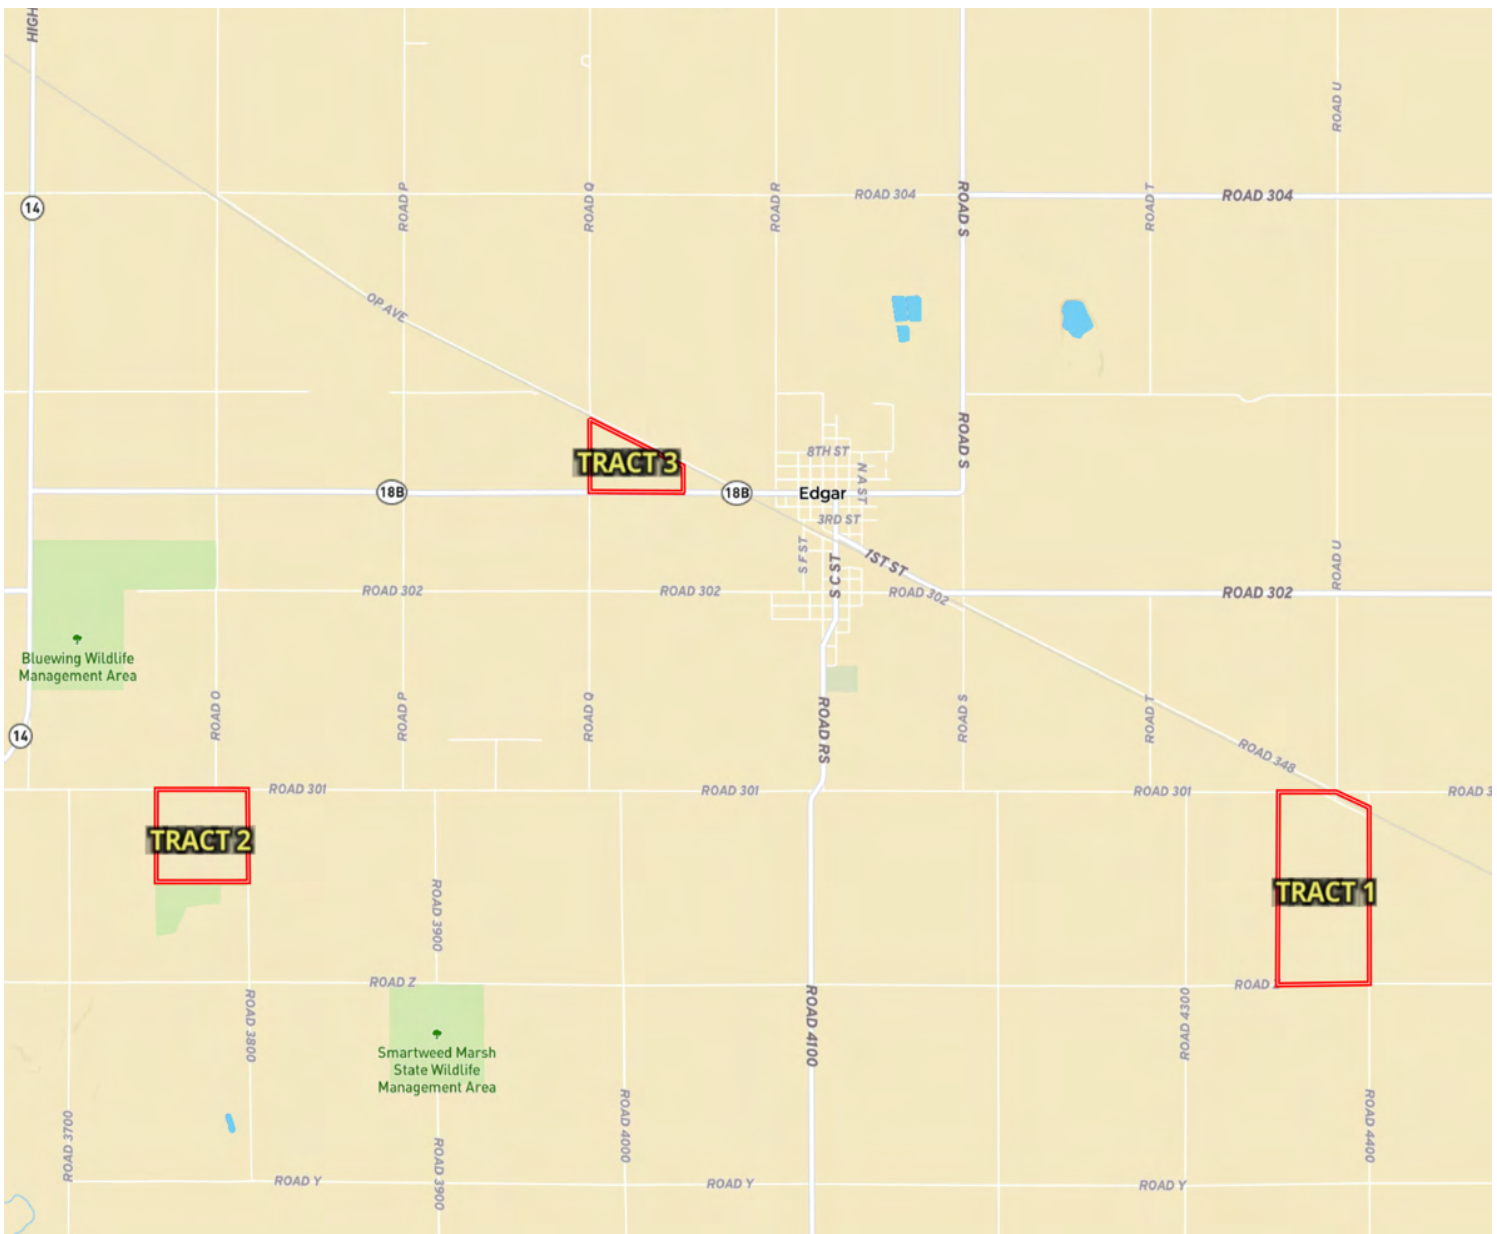 HIGH
ROAD U
14
ROAD P
ROAD Q
ROAD R
ROAD 304
ROAD S
ROAD T
ROAD 304
OP AVE
ROAD S
8TH ST
TRACT 3
N A ST
18B
18B
Edgar
3RD ST
1ST ST
S F ST
S C ST
ROAD U
ROAD 302
ROAD 302
ROAD 302
ROAD 302
Bluewing Wildlife
Management Area
ROAD O
ROAD P
ROAD Q
ROAD RS
ROAD S
ROAD T
14
ROAD 348
ROAD 301
ROAD 301
ROAD 301
ROAD 3
TRACT 2
TRACT 1
ROAD 3900
ROAD Z
ROAD
ROAD 3800
ROAD 4100
ROAD 4300
Smartweed Marsh
State Wildlife
Management Area
ROAD 3700
ROAD 3900
ROAD 4000
ROAD 4400
ROAD Y
ROAD Y
ROAD Y